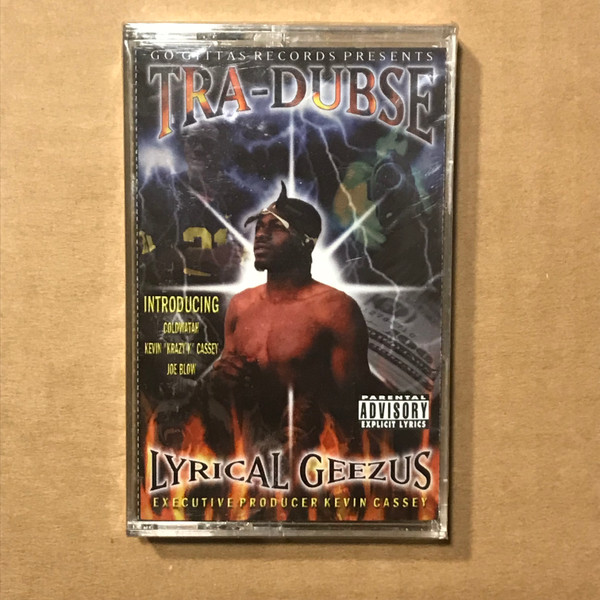 GO GITTAS RECORDS PRESENTS
TRA-DUBSE
INTRODUCING
COLDWATAH
KEVIN "KRAZY K" CASSEY
JOE BLOW
PARENTAL
ADVISORY
EXPLICIT LYRICS
LYRICAL GEEZUS
EXECUTIVE PRODUCER KEVIN CASSEY